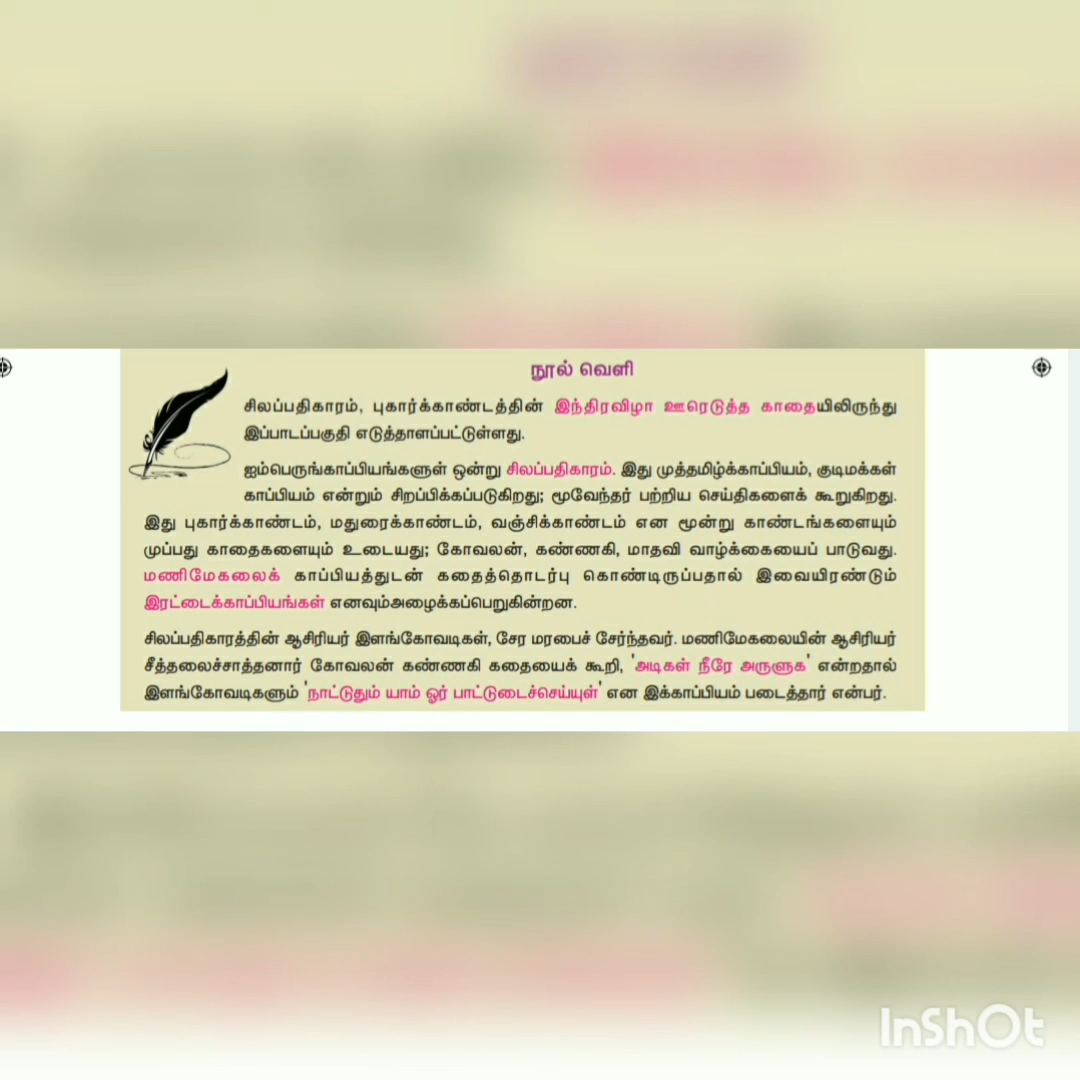 நூல் வெளி
சிலப்பதிகாரம், புகார்க்காண்டத்தின் இந்திரவிழா ஊரெடுத்த காதையிலிருந்து
இப்பாடப்பகுதி எடுத்தாளப்பட்டுள்ளது.
ஐம்பெருங்காப்பியங்களுள் ஒன்று சிலப்பதிகாரம். இது முத்தமிழ்க்காப்பியம், குடிமக்கள்
காப்பியம் என்றும் சிறப்பிக்கப்படுகிறது; மூவேந்தர் பற்றிய செய்திகளைக் கூறுகிறது.
இது புகார்க்காண்டம், மதுரைக்காண்டம், வஞ்சிக்காண்டம் என மூன்று காண்டங்களையும்
முப்பது காதைகளையும் உடையது; கோவலன், கண்ணகி, மாதவி வாழ்க்கையைப் பாடுவது.
மணிமேகலைக் காப்பியத்துடன் கதைத்தொடர்பு கொண்டிருப்பதால் இவையிரண்டும்
இரட்டைக்காப்பியங்கள் எனவும்அழைக்கப்பெறுகின்றன.
சிலப்பதிகாரத்தின் ஆசிரியர் இளங்கோவடிகள், சேர மரபைச் சேர்ந்தவர். மணிமேகலையின் ஆசிரியர்
சீத்தலைச்சாத்தனார் கோவலன் கண்ணகி கதையைக் கூறி, 'அடிகள் நீரே அருளுக' என்றதால்
இளங்கோவடிகளும் 'நாட்டுதும் யாம் ஓர் பாட்டுடைச்செய்யுள்' என இக்காப்பியம் படைத்தார் என்பர்.
InShOt